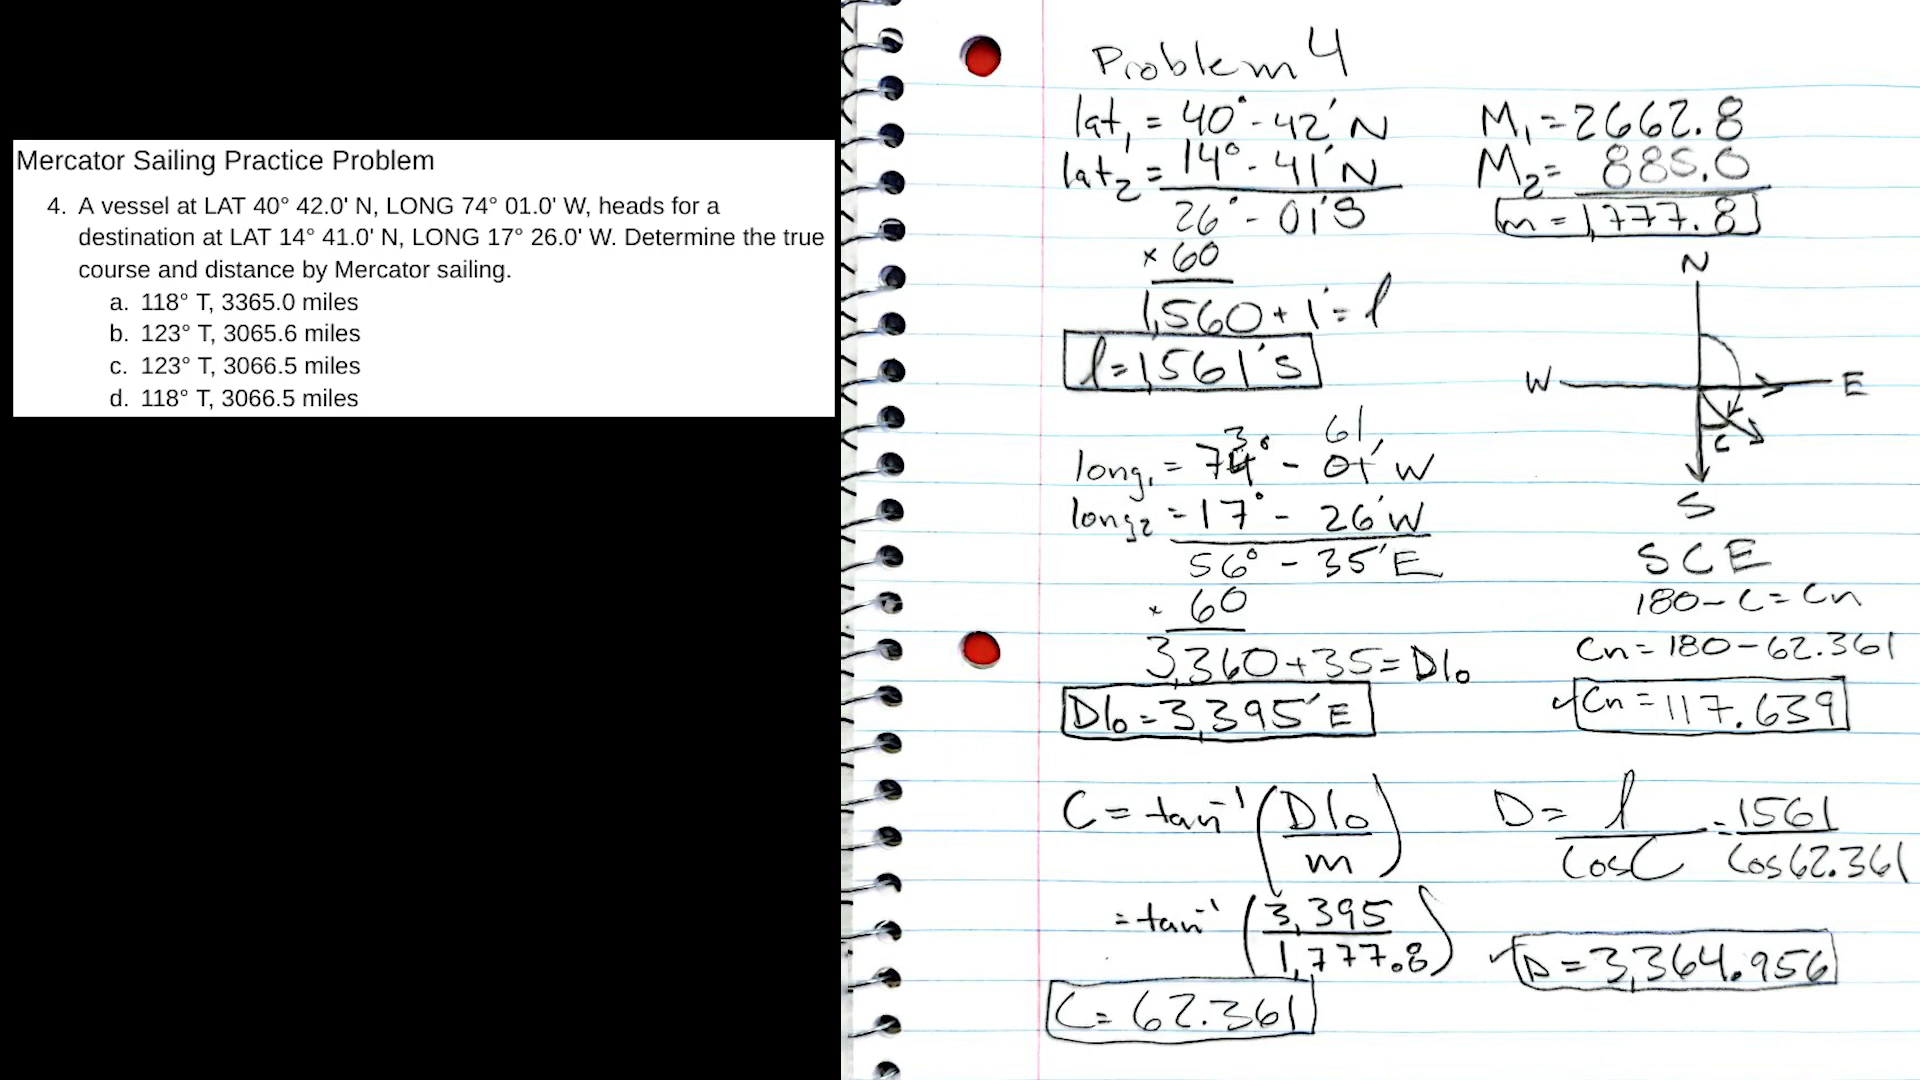 Mercator Sailing Practice Problem
4. A vessel at LAT 40° 42.0' N, LONG 74° 01.0' W, heads for a
destination at LAT 14° 41.0' N, LONG 17° 26.0' W. Determine the true
course and distance by Mercator sailing.
a. 118° T, 3365.0 miles
b. 123° T, 3065.6 miles
c. 123° T, 3066.5 miles
d. 118° T, 3066.5 miles
Problem 4
lat₁ = 40° - 42' N
lat₂ = 14° - 41' N
26° - 01' S
× 60
1,560 + 1' = l
l = 1,561' S
M₁ = 2662.8
M₂ = 885.0
m = 1,777.8
N
W E
C
S
long₁ = 74° - 01' W
3 61
long₂ = 17° - 26' W
56° - 35' E
× 60
3,360 + 35 = Dlo
Dlo = 3,395' E
S C E
180 - C = Cn
Cn = 180 - 62.361
Cn = 117.639
C = tan⁻¹ (Dlo / m)
= tan⁻¹ (3,395 / 1,777.8)
C = 62.361
D = l / cos C = 1561 / cos 62.361
D = 3,364.956